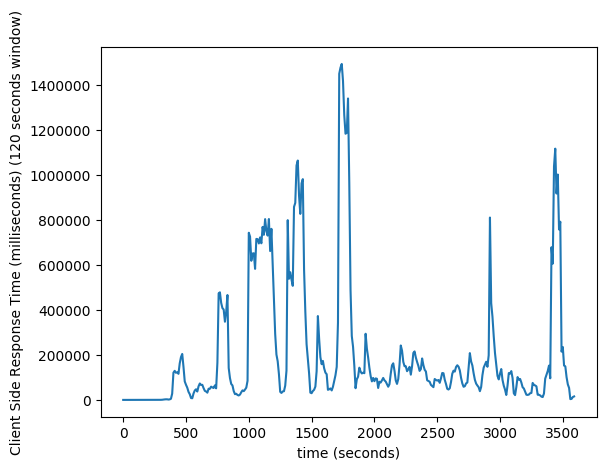 Client Side Response Time (milliseconds) (120 seconds window)
1400000
1200000
1000000
800000
600000
400000
200000
0
0 500 1000 1500 2000 2500 3000 3500
time (seconds)